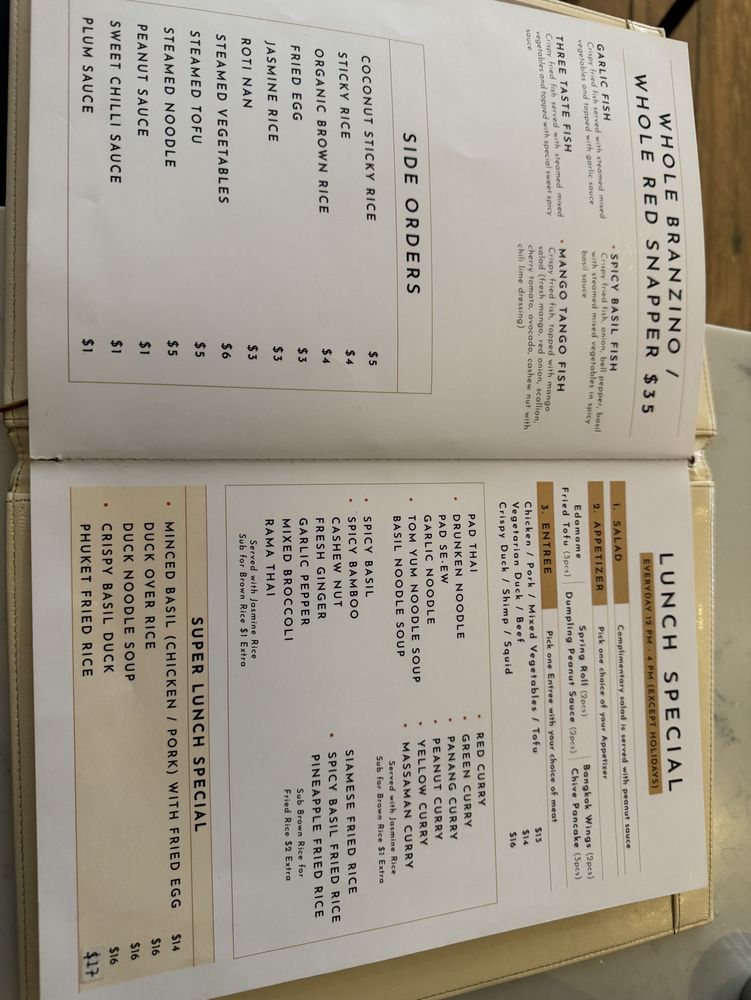 WHOLE BRANZINO /
WHOLE RED SNAPPER $35
GARLIC FISH
Crispy fried fish served with steamed mixed
vegetables and topped with garlic sauce
THREE TASTE FISH
Crispy fried fish served with steamed mixed
vegetables and topped with special sweet spicy
sauce
• SPICY BASIL FISH
Crispy fried fish, onion, bell pepper, basil
with steamed mixed vegetables in spicy
basil sauce
• MANGO TANGO FISH
Crispy fried fish, topped with mango
salad (fresh mango, red onion, scallion,
cherry tomato, avocado, cashew nut with
chili lime dressing)
SIDE ORDERS
COCONUT STICKY RICE $5
STICKY RICE $4
ORGANIC BROWN RICE $4
FRIED EGG $3
JASMINE RICE $3
ROTI NAN $3
STEAMED VEGETABLES $6
STEAMED TOFU $5
STEAMED NOODLE $5
PEANUT SAUCE $1
SWEET CHILLI SAUCE $1
PLUM SAUCE $1
LUNCH SPECIAL
EVERYDAY 12 PM - 4 PM (EXCEPT HOLIDAYS)
1. SALAD Complimentary salad is served with peanut sauce
2. APPETIZER Pick one choice of your Appetizer
Edamame Spring Roll (2pcs) Bangkok Wings (2pcs)
Fried Tofu (3pcs) Dumpling Peanut Sauce (2pcs) Chive Pancake (3pcs)
3. ENTREE Pick one Entree with your choice of meat
Chicken / Pork / Mixed Vegetables / Tofu $13
Vegetarian Duck / Beef $14
Crispy Duck / Shrimp / Squid $16
PAD THAI
• DRUNKEN NOODLE
PAD SE-EW
GARLIC NOODLE
• TOM YUM NOODLE SOUP
BASIL NOODLE SOUP
• SPICY BASIL
• SPICY BAMBOO
CASHEW NUT
FRESH GINGER
GARLIC PEPPER
MIXED BROCCOLI
RAMA THAI
Served with Jasmine Rice
Sub for Brown Rice $1 Extra
• RED CURRY
• GREEN CURRY
• PANANG CURRY
• PEANUT CURRY
• YELLOW CURRY
• MASSAMAN CURRY
Served with Jasmine Rice
Sub for Brown Rice $1 Extra
SIAMESE FRIED RICE
• SPICY BASIL FRIED RICE
PINEAPPLE FRIED RICE
Sub Brown Rice for
Fried Rice $2 Extra
SUPER LUNCH SPECIAL
• MINCED BASIL (CHICKEN / PORK) WITH FRIED EGG $14
DUCK OVER RICE $16
DUCK NOODLE SOUP $16
• CRISPY BASIL DUCK $16
PHUKET FRIED RICE $17